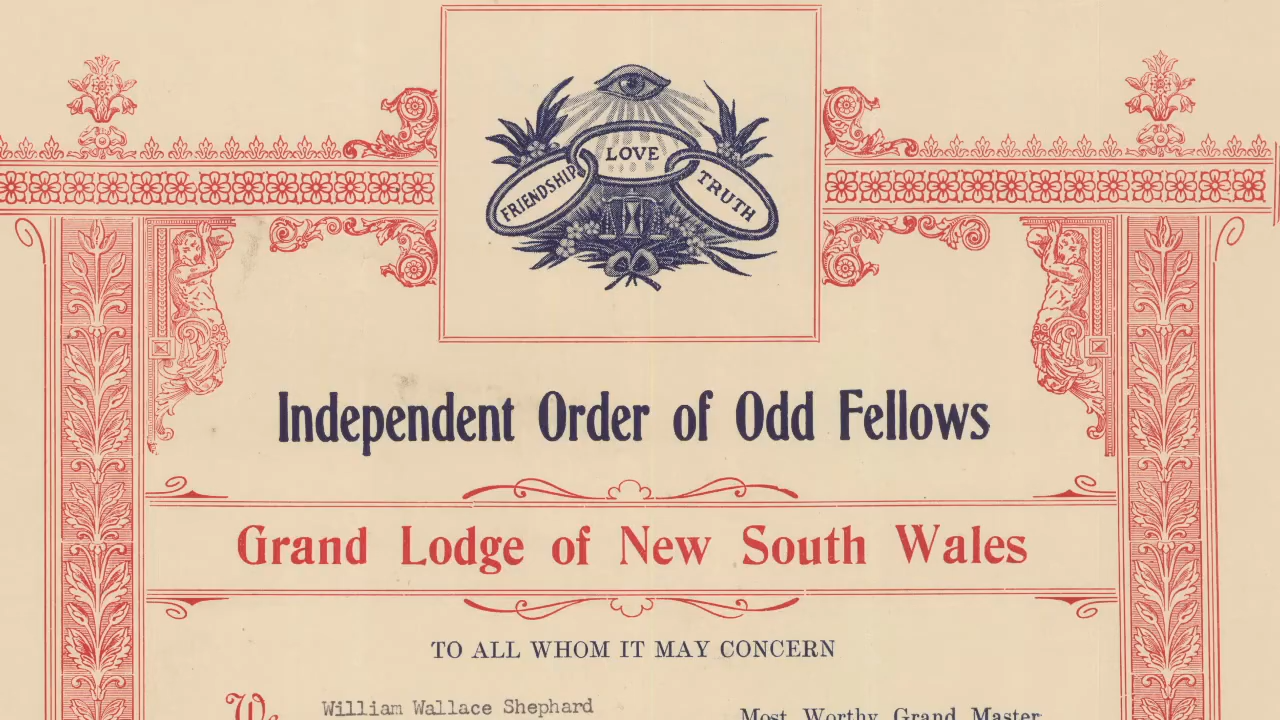 LOVE
FRIENDSHIP
TRUTH
Independent Order of Odd Fellows
Grand Lodge of New South Wales
TO ALL WHOM IT MAY CONCERN
We William Wallace Shephard Most Worthy Grand Master